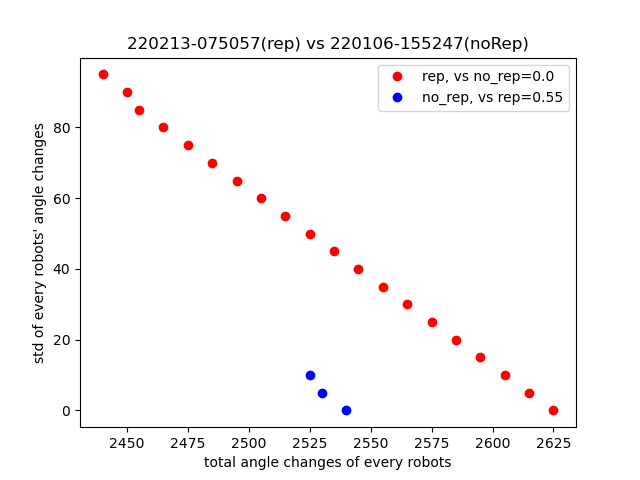 220213-075057(rep) vs 220106-155247(noRep)
rep, vs no_rep=0.0
no_rep, vs rep=0.55
std of every robots' angle changes
80
60
40
20
0
2450 2475 2500 2525 2550 2575 2600 2625
total angle changes of every robots